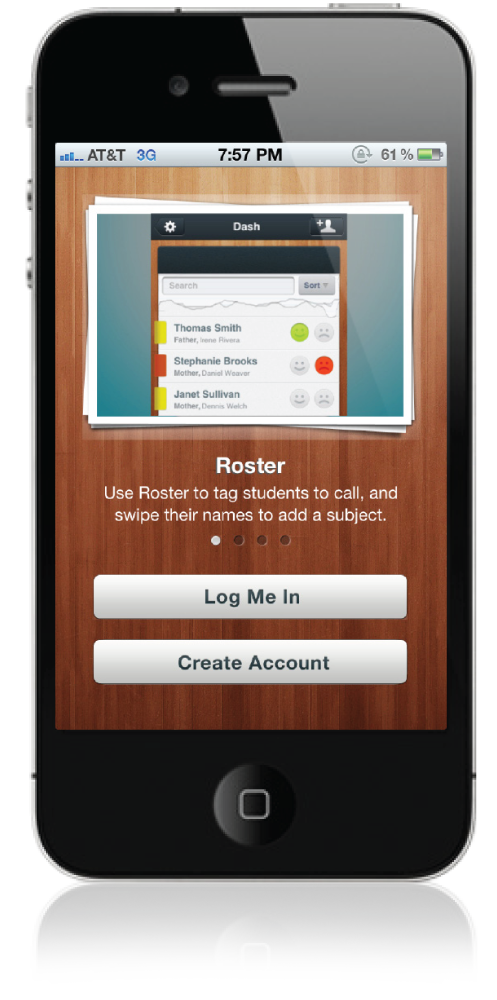 AT&T 3G 7:57 PM 61%
Dash
Search Sort
Thomas Smith
Father, Irene Rivera
Stephanie Brooks
Mother, Daniel Weaver
Janet Sullivan
Mother, Dennis Welch
Roster
Use Roster to tag students to call, and
swipe their names to add a subject.
Log Me In
Create Account